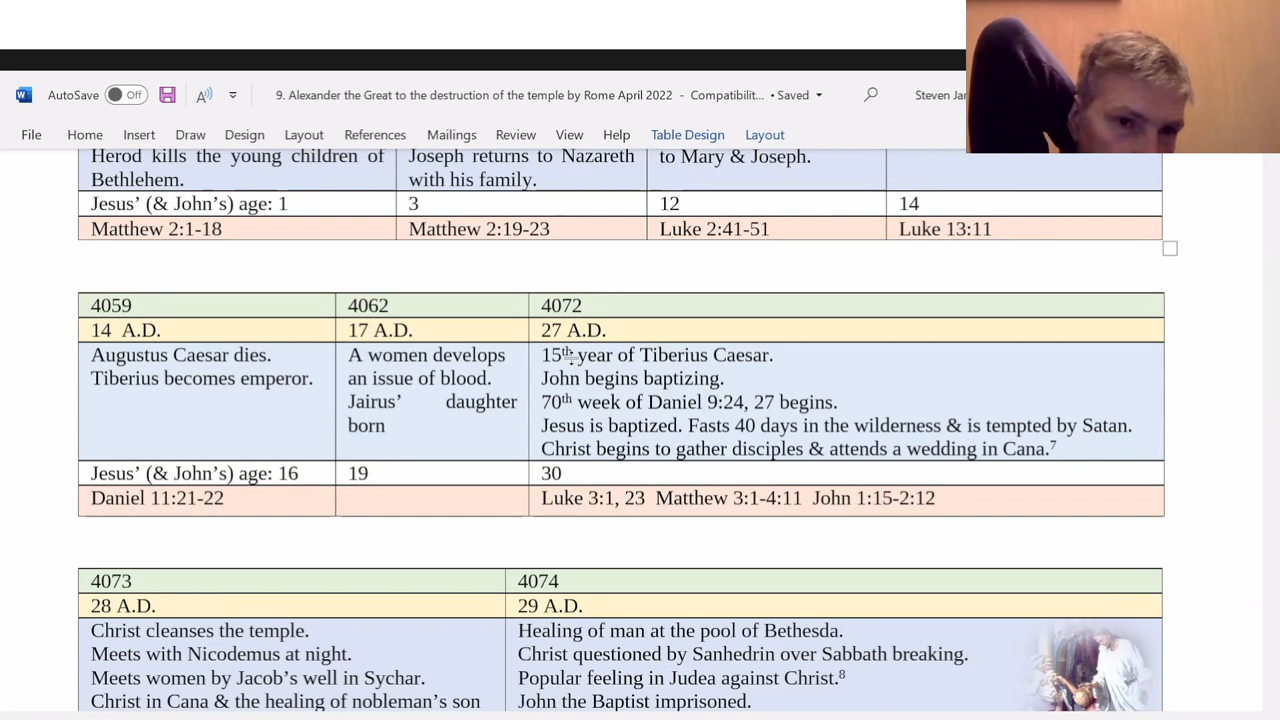 AutoSave Off 9. Alexander the Great to the destruction of the temple by Rome April 2022 - Compatibilit... • Saved Steven Jar
File Home Insert Draw Design Layout References Mailings Review View Help Table Design Layout
Herod kills the young children of Bethlehem.
Joseph returns to Nazareth with his family.
to Mary & Joseph.
Jesus’ (& John’s) age: 1 3 12 14
Matthew 2:1-18 Matthew 2:19-23 Luke 2:41-51 Luke 13:11
4059 4062 4072
14 A.D. 17 A.D. 27 A.D.
Augustus Caesar dies.
Tiberius becomes emperor.
A women develops
an issue of blood.
Jairus’ daughter
born
15th year of Tiberius Caesar.
John begins baptizing.
70th week of Daniel 9:24, 27 begins.
Jesus is baptized. Fasts 40 days in the wilderness & is tempted by Satan.
Christ begins to gather disciples & attends a wedding in Cana.7
Jesus’ (& John’s) age: 16 19 30
Daniel 11:21-22 Luke 3:1, 23 Matthew 3:1-4:11 John 1:15-2:12
4073 4074
28 A.D. 29 A.D.
Christ cleanses the temple.
Meets with Nicodemus at night.
Meets women by Jacob’s well in Sychar.
Christ in Cana & the healing of nobleman’s son
Healing of man at the pool of Bethesda.
Christ questioned by Sanhedrin over Sabbath breaking.
Popular feeling in Judea against Christ.8
John the Baptist imprisoned.